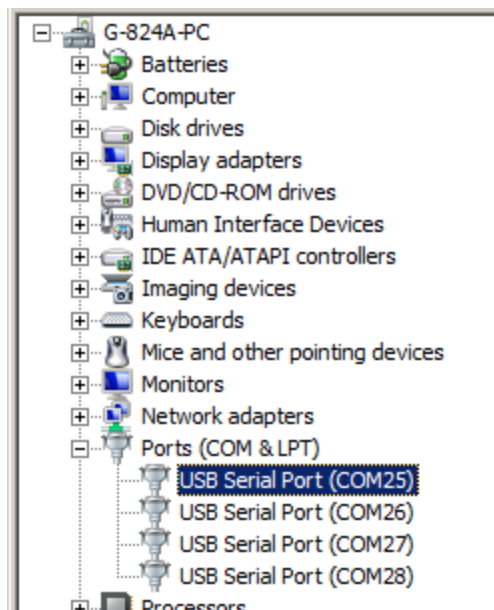 G-824A-PC
Batteries
Computer
Disk drives
Display adapters
DVD/CD-ROM drives
Human Interface Devices
IDE ATA/ATAPI controllers
Imaging devices
Keyboards
Mice and other pointing devices
Monitors
Network adapters
Ports (COM & LPT)
USB Serial Port (COM25)
USB Serial Port (COM26)
USB Serial Port (COM27)
USB Serial Port (COM28)
Processors